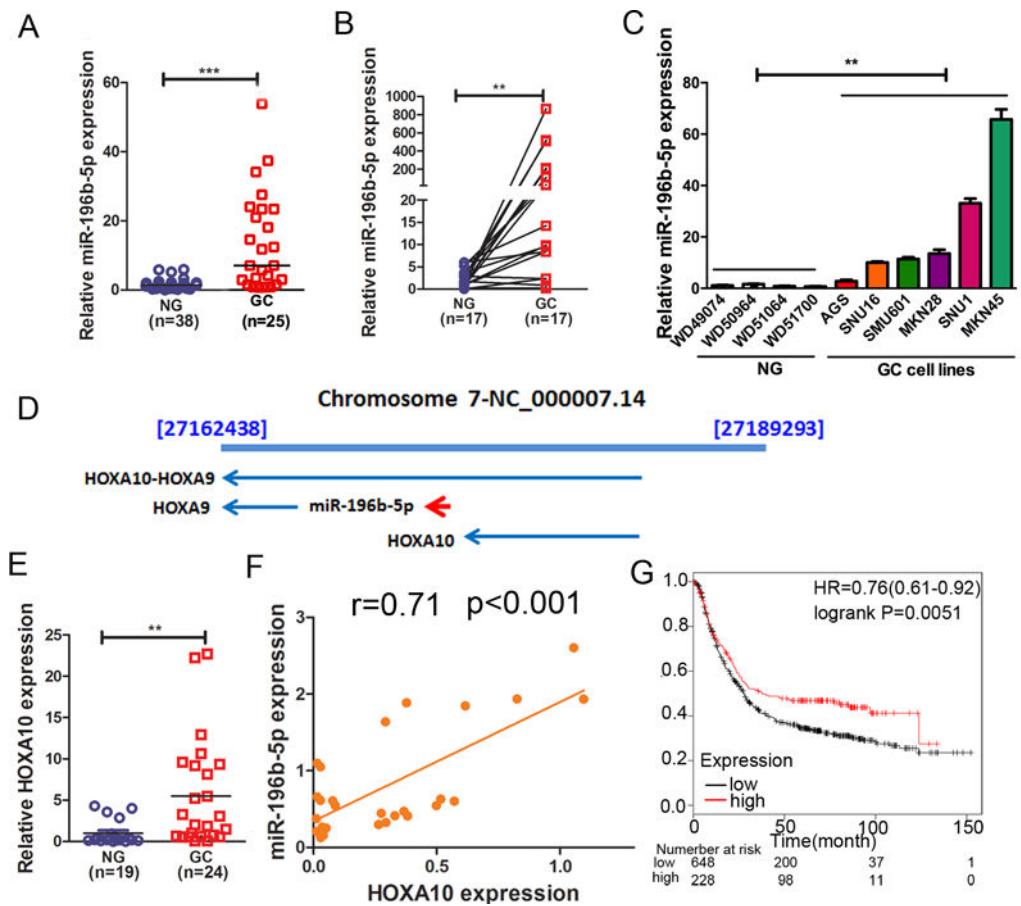 A
Relative miR-196b-5p expression
60
40
20
0
***
NG
(n=38)
GC
(n=25)
B
Relative miR-196b-5p expression
1000
800
600
400
200
20
15
10
5
0
**
NG
(n=17)
GC
(n=17)
C
Relative miR-196b-5p expression
80
60
40
20
0
**
WD49074
WD50964
WD51064
WD51700
AGS
SNU16
SMU601
MKN28
SNU1
MKN45
NG
GC cell lines
D
Chromosome 7-NC_000007.14
[27162438]
[27189293]
HOXA10-HOXA9
HOXA9
miR-196b-5p
HOXA10
E
Relative HOXA10 expression
25
20
15
10
5
0
**
NG
(n=19)
GC
(n=24)
F
miR-196b-5p expression
r=0.71 p<0.001
3
2
1
0
0.0
0.5
1.0
HOXA10 expression
G
HR=0.76(0.61-0.92)
logrank P=0.0051
1.0
0.8
0.6
0.4
0.2
0.0
Expression
low
high
0
50
100
150
Time(month)
Numerber at risk
low 648 200 37 1
high 228 98 11 0